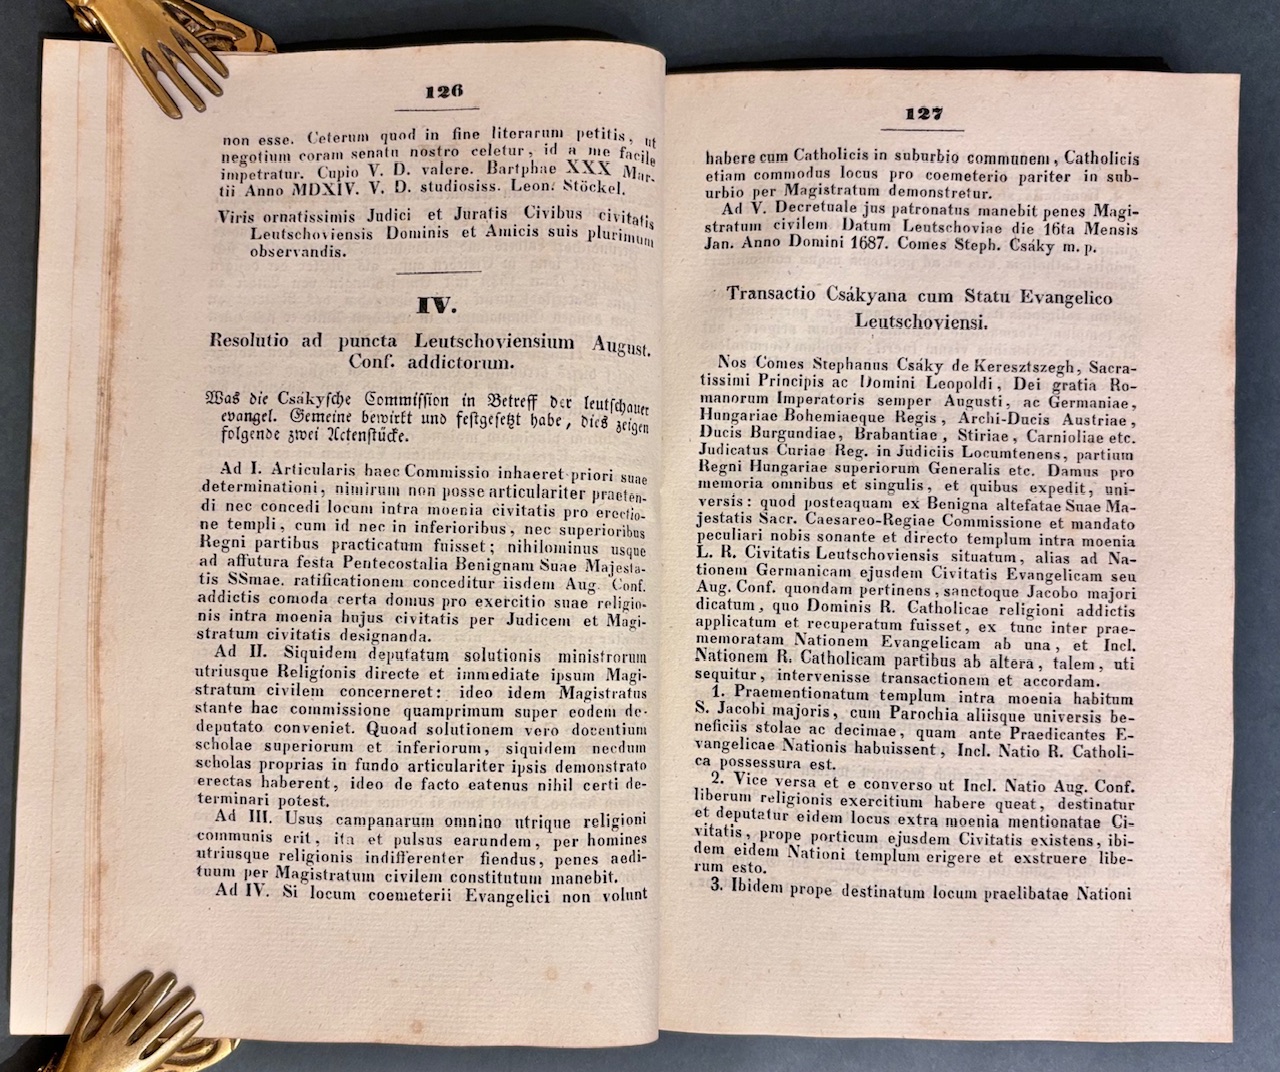 126
non esse. Ceterum quod in fine literarum petitis, ut
negotium coram senatu nostro celetur, id a me facile
impetratur. Cupio V. D. valere. Bartphae XXX Mar-
tii Anno MDXIV. V. D. studiosiss. Leon. Stöckel.
Viris ornatissimis Judici et Juratis Civibus civitatis
Leutschoviensis Dominis et Amicis suis plurimum
observandis.
IV.
Resolutio ad puncta Leutschoviensium August.
Conf. addictorum.
Was die Csákysche Commission in Betreff der leutschauer
evangel. Gemeine bewirkt und festgesetzt habe, dies zeigen
folgende zwei Actenstücke.
Ad I. Articularis haec Commissio inhaeret priori suae
determinationi, nimirum non posse articulariter praeten-
di nec concedi locum intra moenia civitatis pro erectio-
ne templi, cum id nec in inferioribus, nec superioribus
Regni partibus practicatum fuisset; nihilominus usque
ad affutura festa Pentecostalia Benignam Suae Majesta-
tis SSmae. ratificationem conceditur iisdem Aug. Conf.
addictis comoda certa domus pro exercitio suae religio-
nis intra moenia hujus civitatis per Judicem et Magi-
stratum civitatis designanda.
Ad II. Siquidem deputatum solutionis ministrorum
utriusque Religionis directe et immediate ipsum Magi-
stratum civilem concerneret: ideo idem Magistratus
stante hac commissione quamprimum super eodem de-
deputato conveniet. Quoad solutionem vero docentium
scholae superiorum et inferiorum, siquidem necdum
scholas proprias in fundo articulariter ipsis demonstrato
erectas haberent, ideo de facto eatenus nihil certi de-
terminari potest.
Ad III. Usus campanarum omnino utrique religioni
communis erit, ita et pulsus earundem, per homines
utriusque religionis indifferenter fiendus, penes aedi-
tuum per Magistratum civilem constitutum manebit.
Ad IV. Si locum coemeterii Evangelici non volunt
127
habere cum Catholicis in suburbio communem, Catholicis
etiam commodus locus pro coemeterio pariter in sub-
urbio per Magistratum demonstretur.
Ad V. Decretuale jus patronatus manebit penes Magi-
stratum civilem Datum Leutschoviae die 16ta Mensis
Jan. Anno Domini 1687. Comes Steph. Csáky m. p.
Transactio Csákyana cum Statu Evangelico
Leutschoviensi.
Nos Comes Stephanus Csáky de Keresztszegh, Sacra-
tissimi Principis ac Domini Leopoldi, Dei gratia Ro-
manorum Imperatoris semper Augusti, ac Germaniae,
Hungariae Bohemiaeque Regis, Archi-Ducis Austriae,
Ducis Burgundiae, Brabantiae, Stiriae, Carnioliae etc.
Judicatus Curiae Reg. in Judiciis Locumtenens, partium
Regni Hungariae superiorum Generalis etc. Damus pro
memoria omnibus et singulis, et quibus expedit, uni-
versis: quod posteaquam ex Benigna altefatae Suae Ma-
jestatis Sacr. Caesareo-Regiae Commissione et mandato
peculiari nobis sonante et directo templum intra moenia
L. R. Civitatis Leutschoviensis situatum, alias ad Na-
tionem Germanicam ejusdem Civitatis Evangelicam seu
Aug. Conf. quondam pertinens, sanctoque Jacobo majori
dicatum, quo Dominis R. Catholicae religioni addictis
applicatum et recuperatum fuisset, ex tunc inter prae-
memoratam Nationem Evangelicam ab una, et Incl.
Nationem R. Catholicam partibus ab altera, talem, uti
sequitur, intervenisse transactionem et accordam.
1. Praementionatum templum intra moenia habitum
S. Jacobi majoris, cum Parochia aliisque universis be-
neficiis stolae ac decimae, quam ante Praedicantes E-
vangelicae Nationis habuissent, Incl. Natio R. Catholi-
ca possessura est.
2. Vice versa et e converso ut Incl. Natio Aug. Conf.
liberum religionis exercitium habere queat, destinatur
et deputatur eidem locus extra moenia mentionatae Ci-
vitatis, prope porticum ejusdem Civitatis existens, ibi-
dem eidem Nationi templum erigere et exstruere libe-
rum esto.
3. Ibidem prope destinatum locum praelibatae Nationi